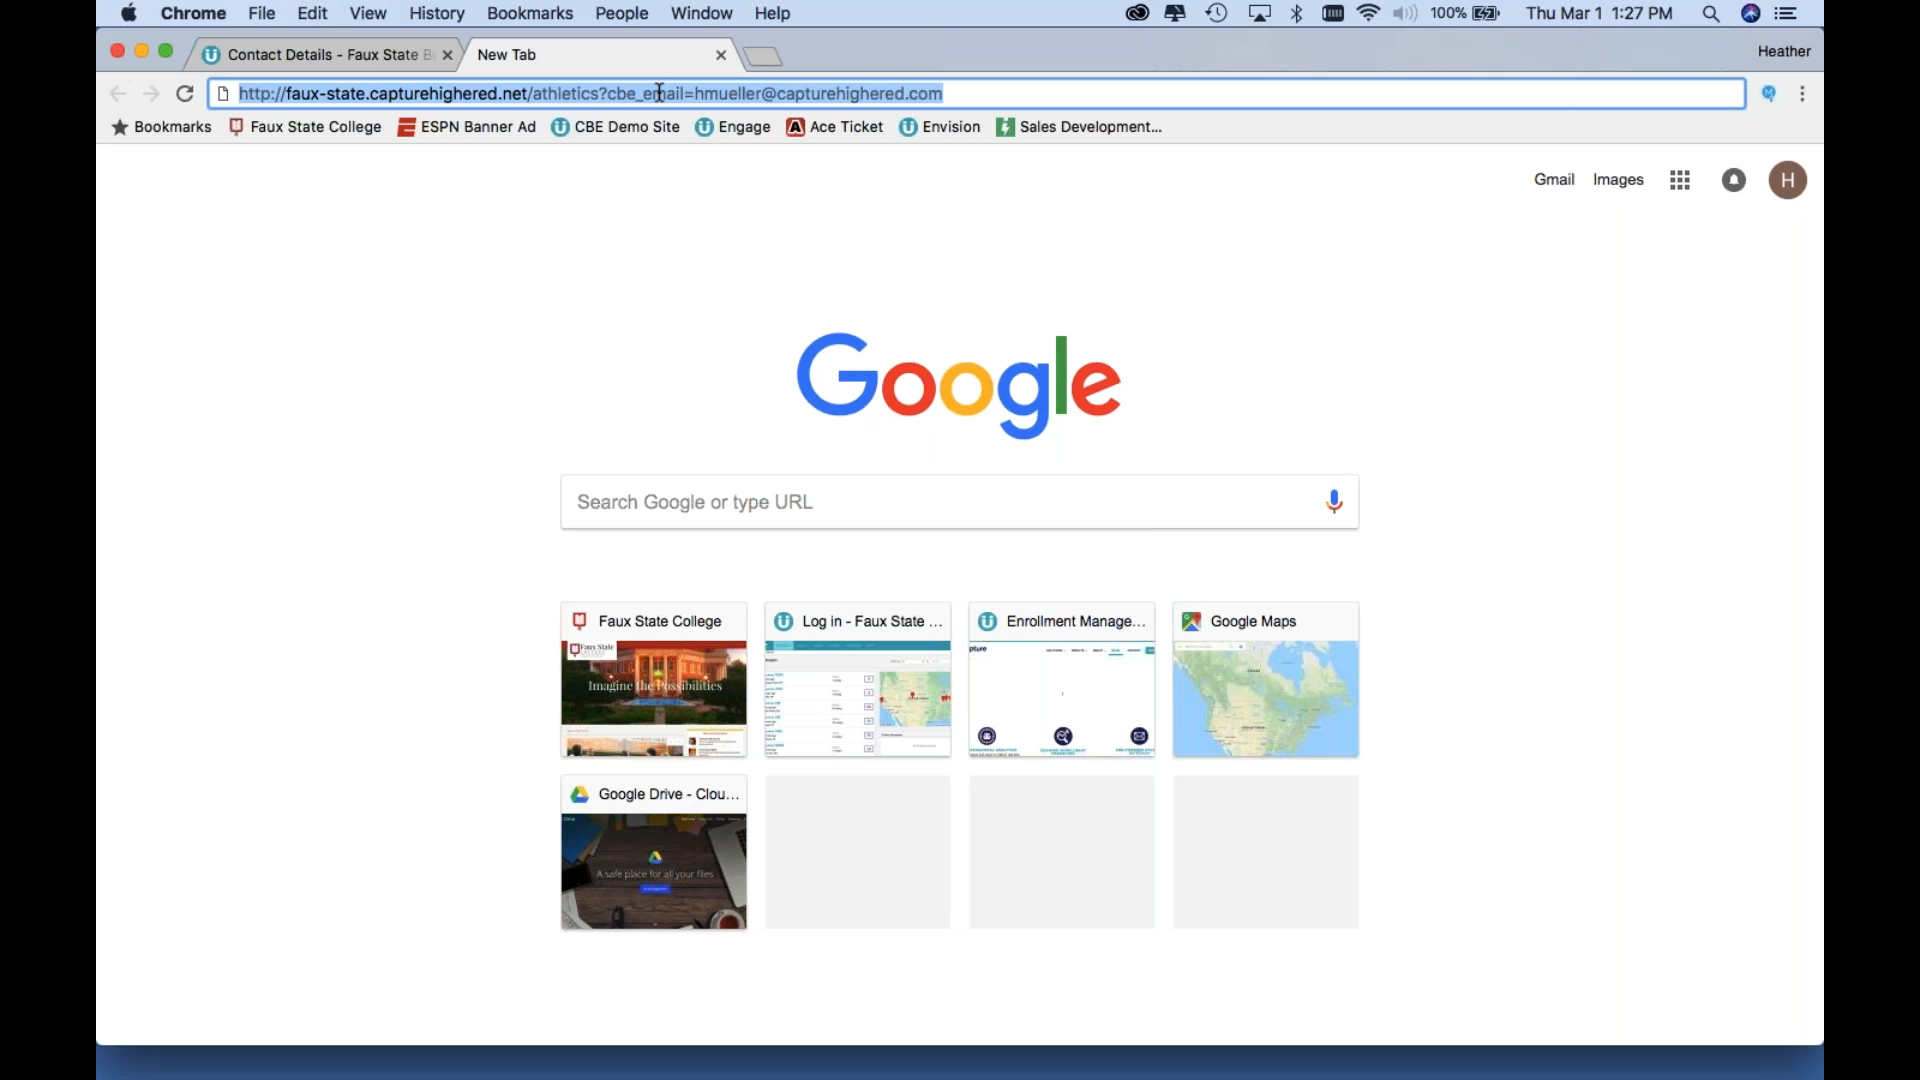 Chrome File Edit View History Bookmarks People Window Help 100% Thu Mar 1 1:27 PM
Contact Details - Faux State B New Tab Heather
http://faux-state.capturehighered.net/athletics?cbe_email=hmueller@capturehighered.com
Bookmarks Faux State College ESPN Banner Ad CBE Demo Site Engage Ace Ticket Envision Sales Development...
Gmail Images H
Google
Search Google or type URL
Faux State College Log in - Faux State ... Enrollment Manage... Google Maps
Faux State
Imagine the Possibilities
Google Drive - Clou...
A safe place for all your files